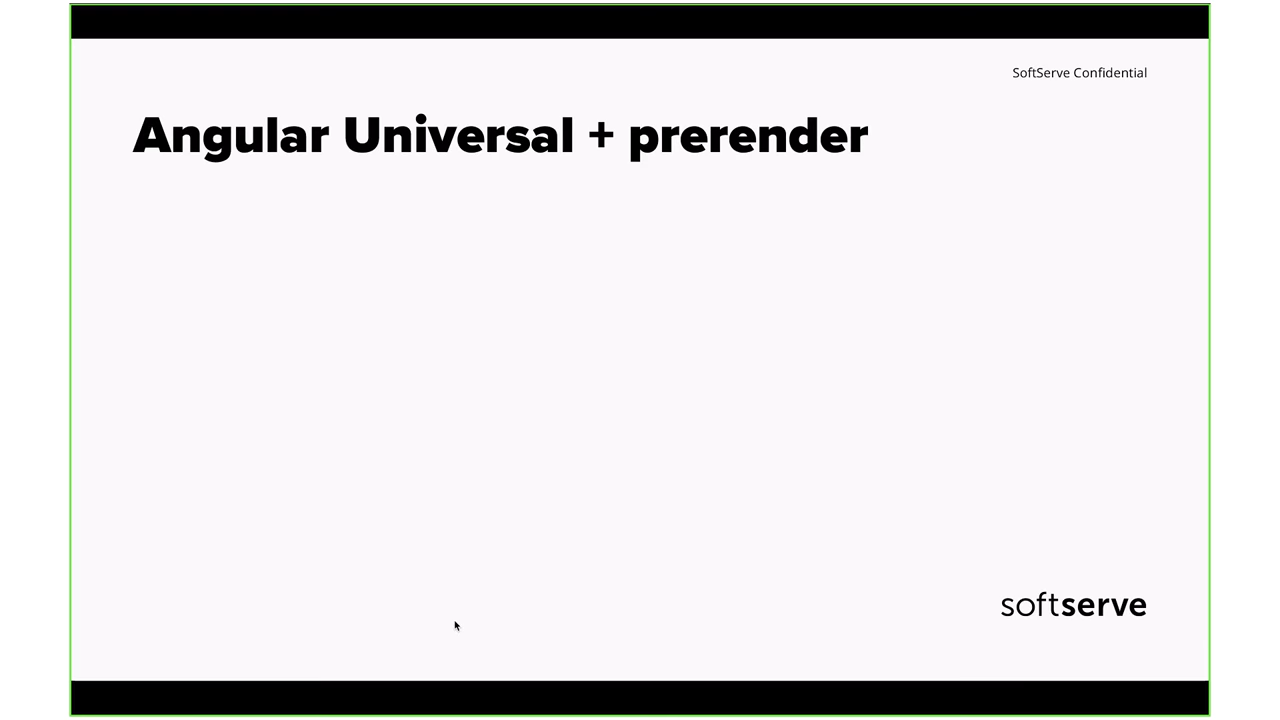 SoftServe Confidential
Angular Universal + prerender
softserve